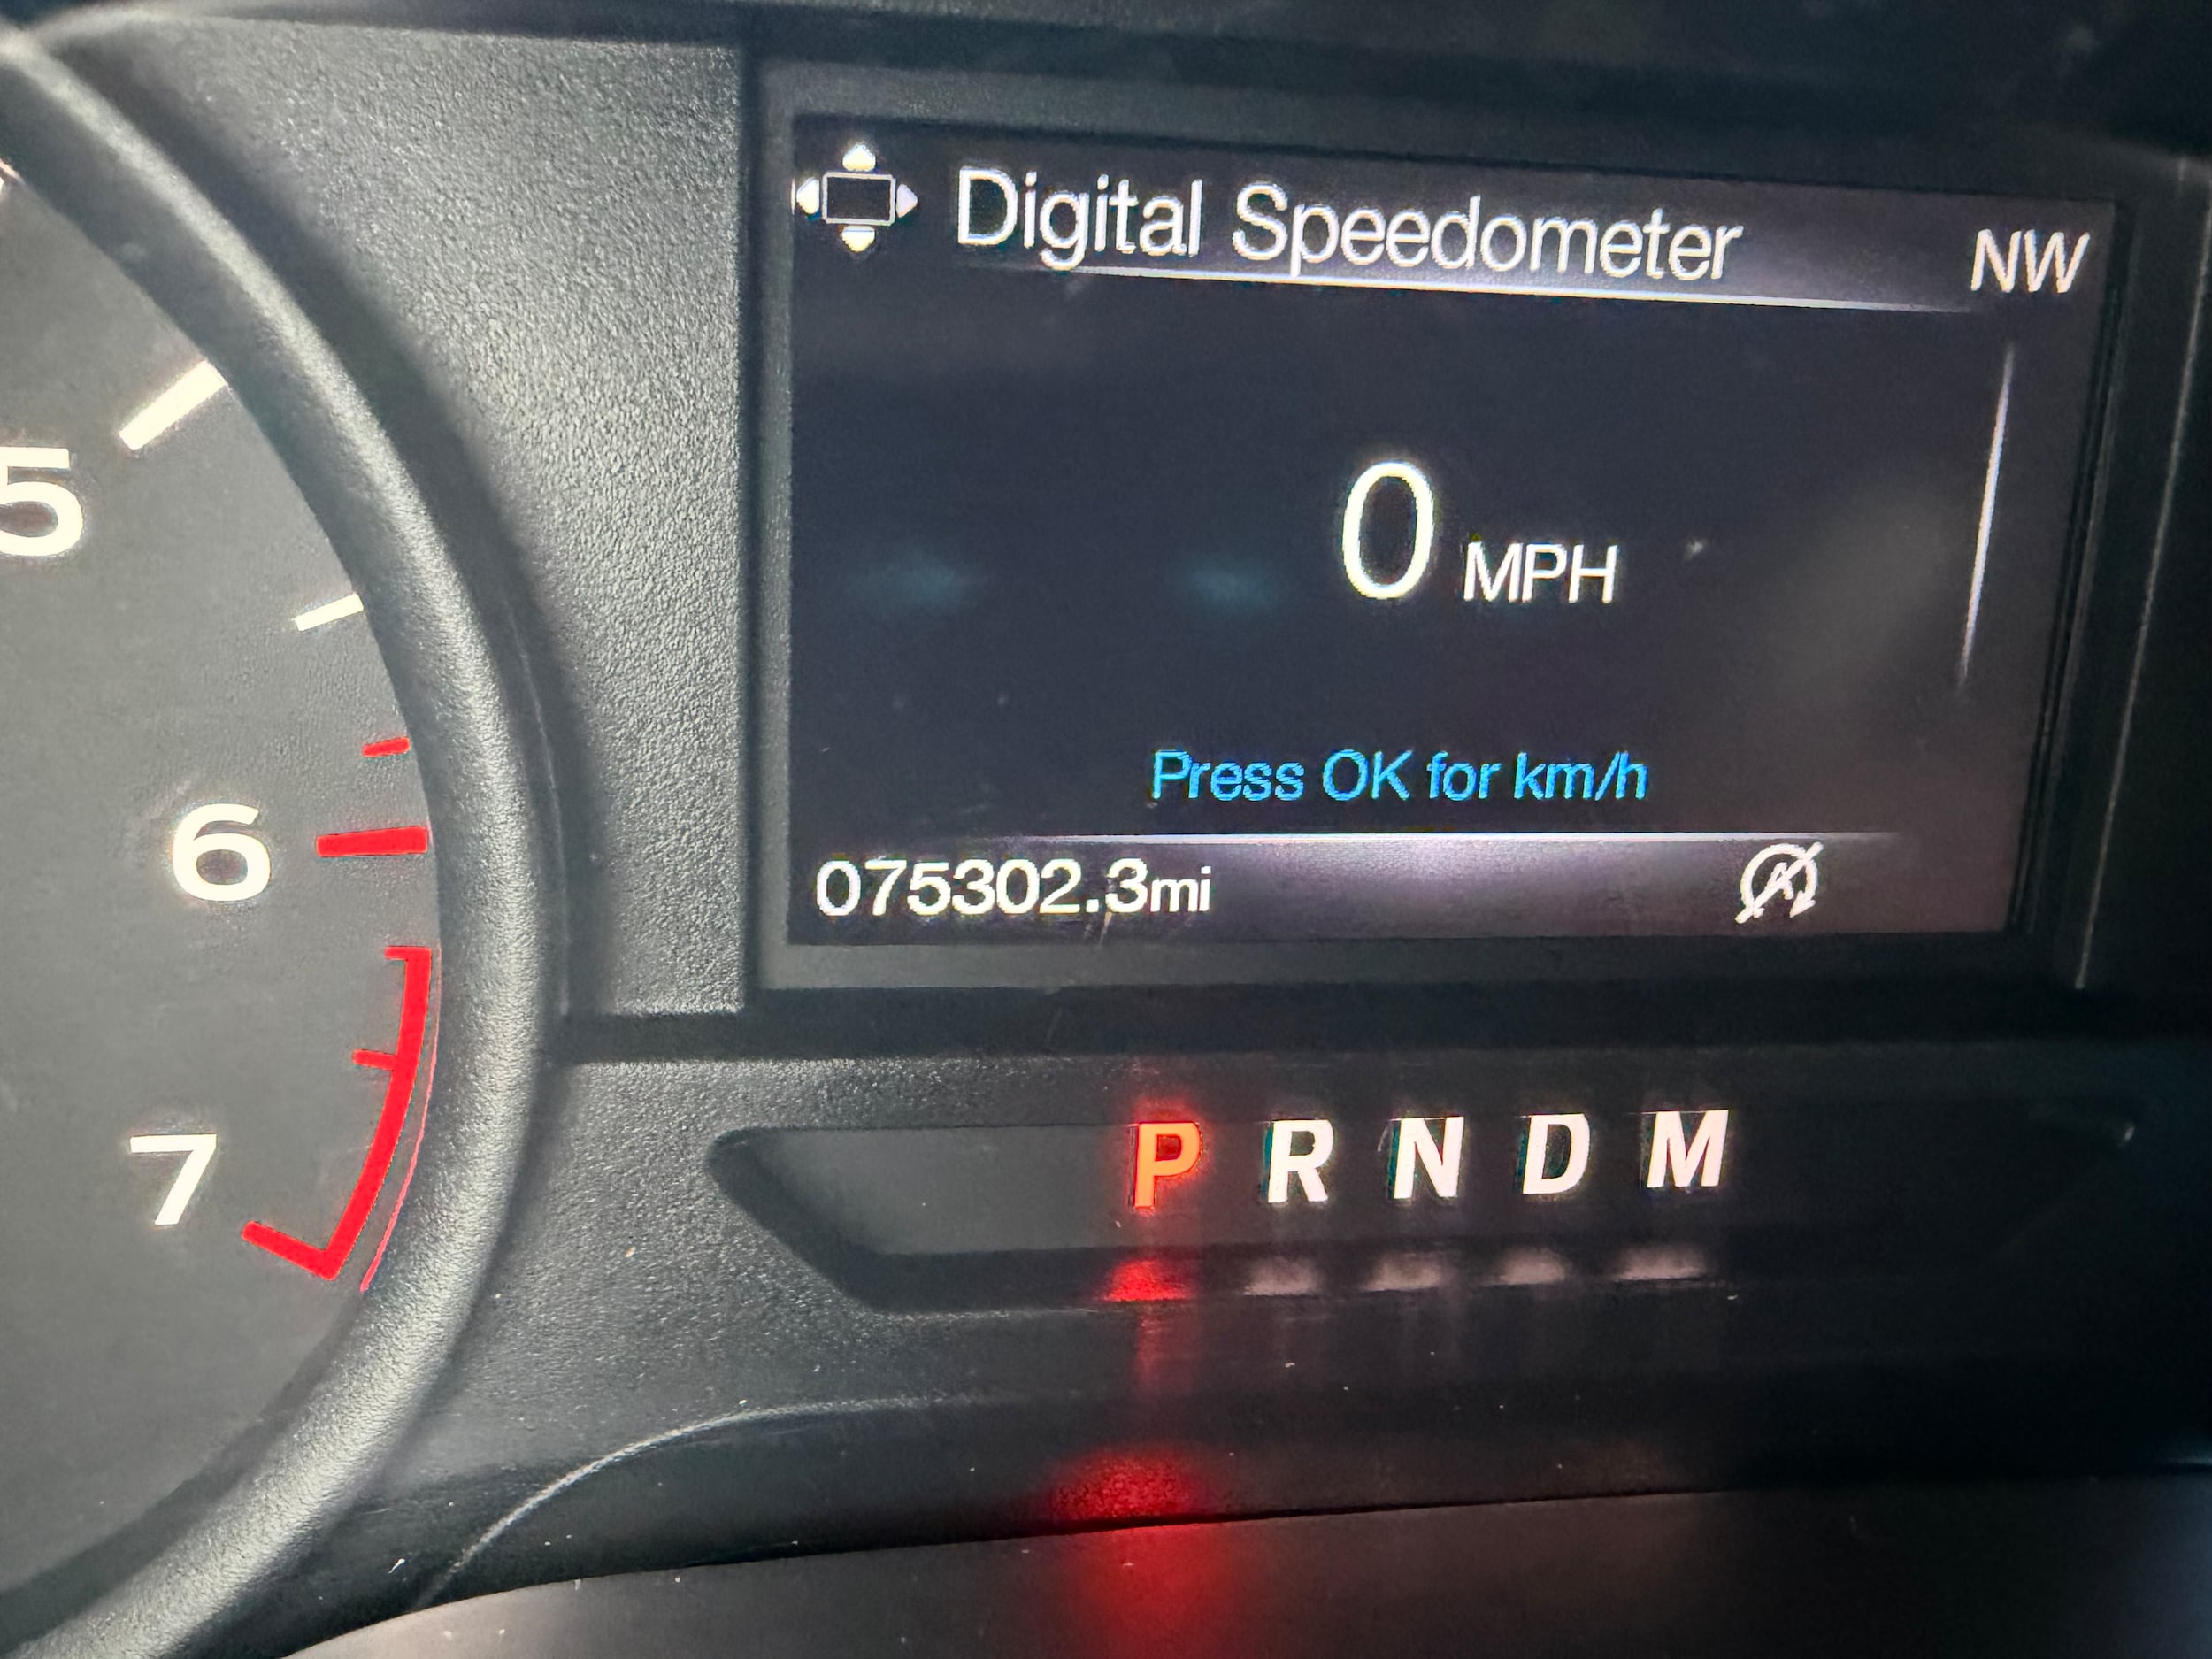 Digital Speedometer NW
5
0 MPH
Press OK for km/h
6
075302.3mi
7
P R N D M